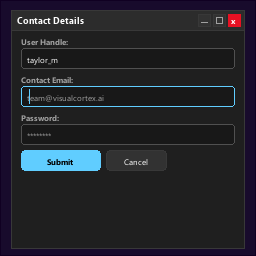 Contact Details
User Handle:
taylor_m
Contact Email:
team@visualcortex.ai
Password:
********
Submit
Cancel